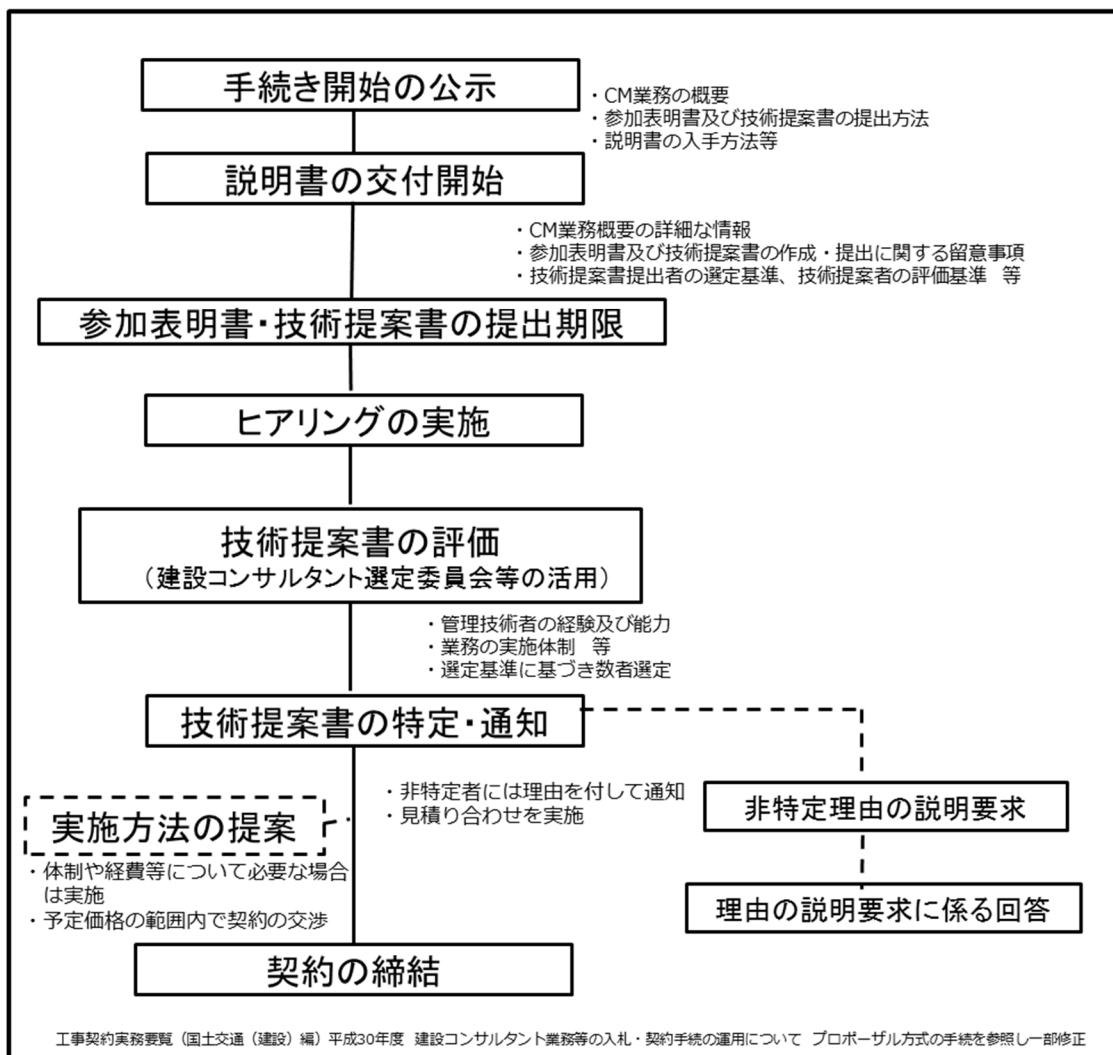 手続き開始の公示
・CM業務の概要
・参加表明書及び技術提案書の提出方法
・説明書の入手方法等
説明書の交付開始
・CM業務概要の詳細な情報
・参加表明書及び技術提案書の作成・提出に関する留意事項
・技術提案書提出者の選定基準、技術提案者の評価基準　等
参加表明書・技術提案書の提出期限
ヒアリングの実施
技術提案書の評価
（建設コンサルタント選定委員会等の活用）
・管理技術者の経験及び能力
・業務の実施体制　等
・選定基準に基づき数者選定
技術提案書の特定・通知
・非特定者には理由を付して通知
・見積り合わせを実施
実施方法の提案
・体制や経費等について必要な場合
は実施
・予定価格の範囲内で契約の交渉
非特定理由の説明要求
理由の説明要求に係る回答
契約の締結
工事契約実務要覧（国土交通（建設）編）平成30年度 建設コンサルタント業務等の入札・契約手続の運用について プロポーザル方式の手続を参照し一部修正